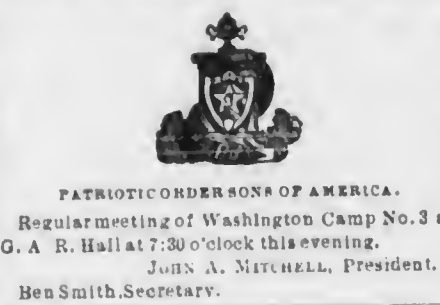 PATRIOTIC ORDER SONS OF AMERICA.
Regular meeting of Washington Camp No. 3 a
G. A R. Hall at 7:30 o'clock this evening.
JOHN A. MITCHELL, President.
Ben Smith, Secretary.